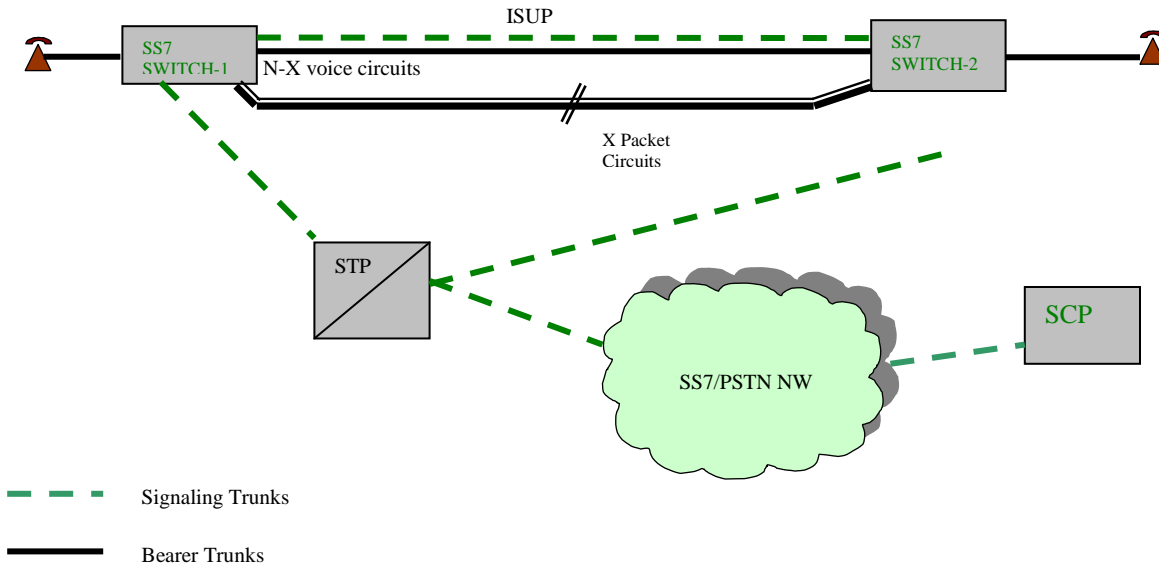 ISUP
SS7
SWITCH-1
SS7
SWITCH-2
N-X voice circuits
X Packet
Circuits
STP
SCP
SS7/PSTN NW
Signaling Trunks
Bearer Trunks